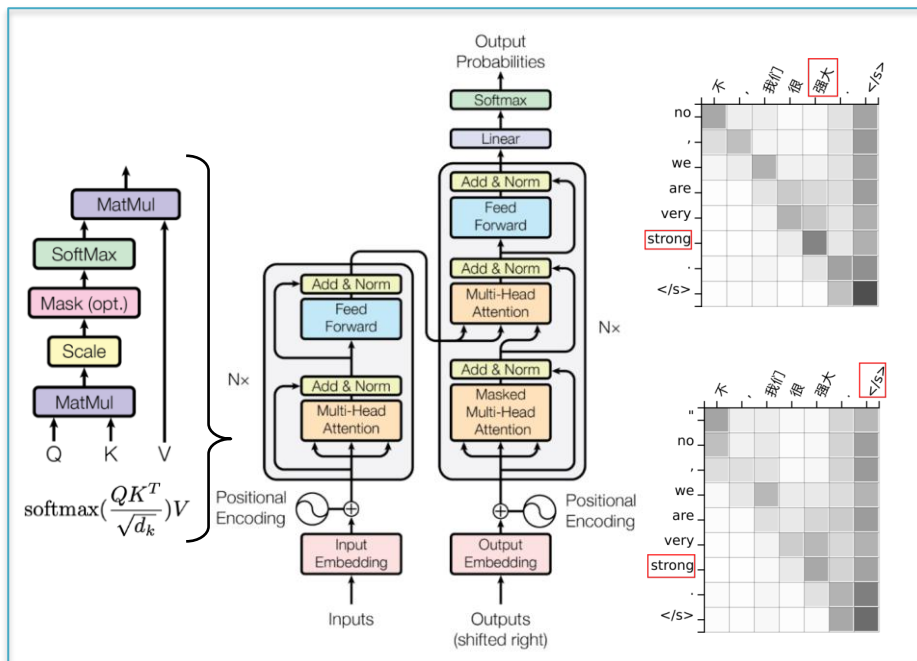 MatMul
SoftMax
Mask (opt.)
Scale
MatMul
Q K V
softmax(\frac{QK^T}{\sqrt{d_k}})V
Output
Probabilities
Softmax
Linear
Add & Norm
Feed
Forward
Add & Norm
Multi-Head
Attention
Add & Norm
Masked
Multi-Head
Attention
N×
Add & Norm
Feed
Forward
Add & Norm
Multi-Head
Attention
N×
Positional
Encoding
Positional
Encoding
Input
Embedding
Output
Embedding
Inputs
Outputs
(shifted right)
不 , 我们 很 强大 . </s>
no
,
we
are
very
strong
.
</s>
不 , 我们 很 强大 . </s>
"
no
,
we
are
very
strong
.
</s>